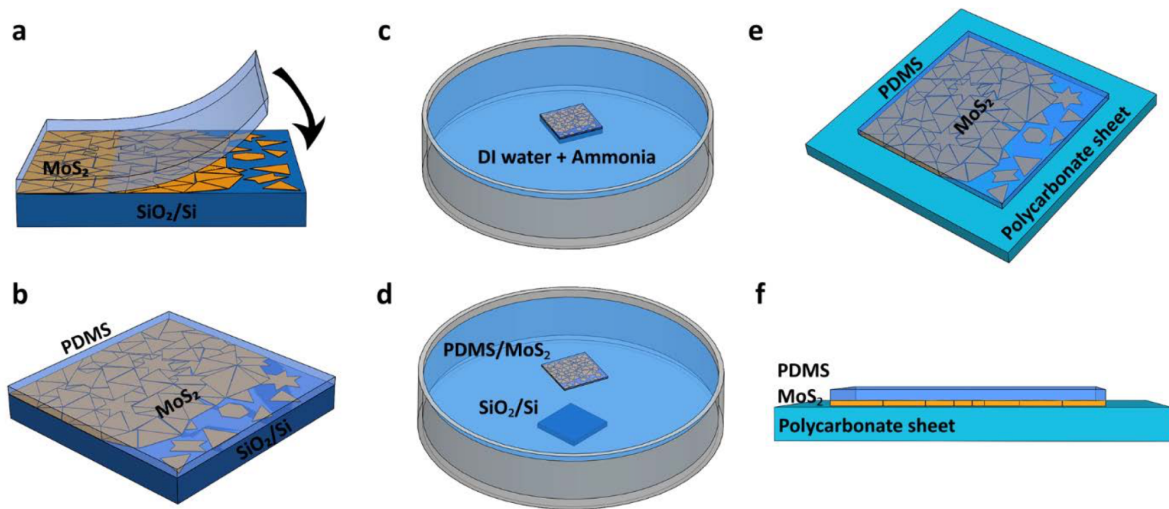 a
MoS₂
SiO₂/Si
b
PDMS
MoS₂
SiO₂/Si
c
DI water + Ammonia
d
PDMS/MoS₂
SiO₂/Si
e
PDMS
MoS₂
Polycarbonate sheet
f
PDMS
MoS₂
Polycarbonate sheet